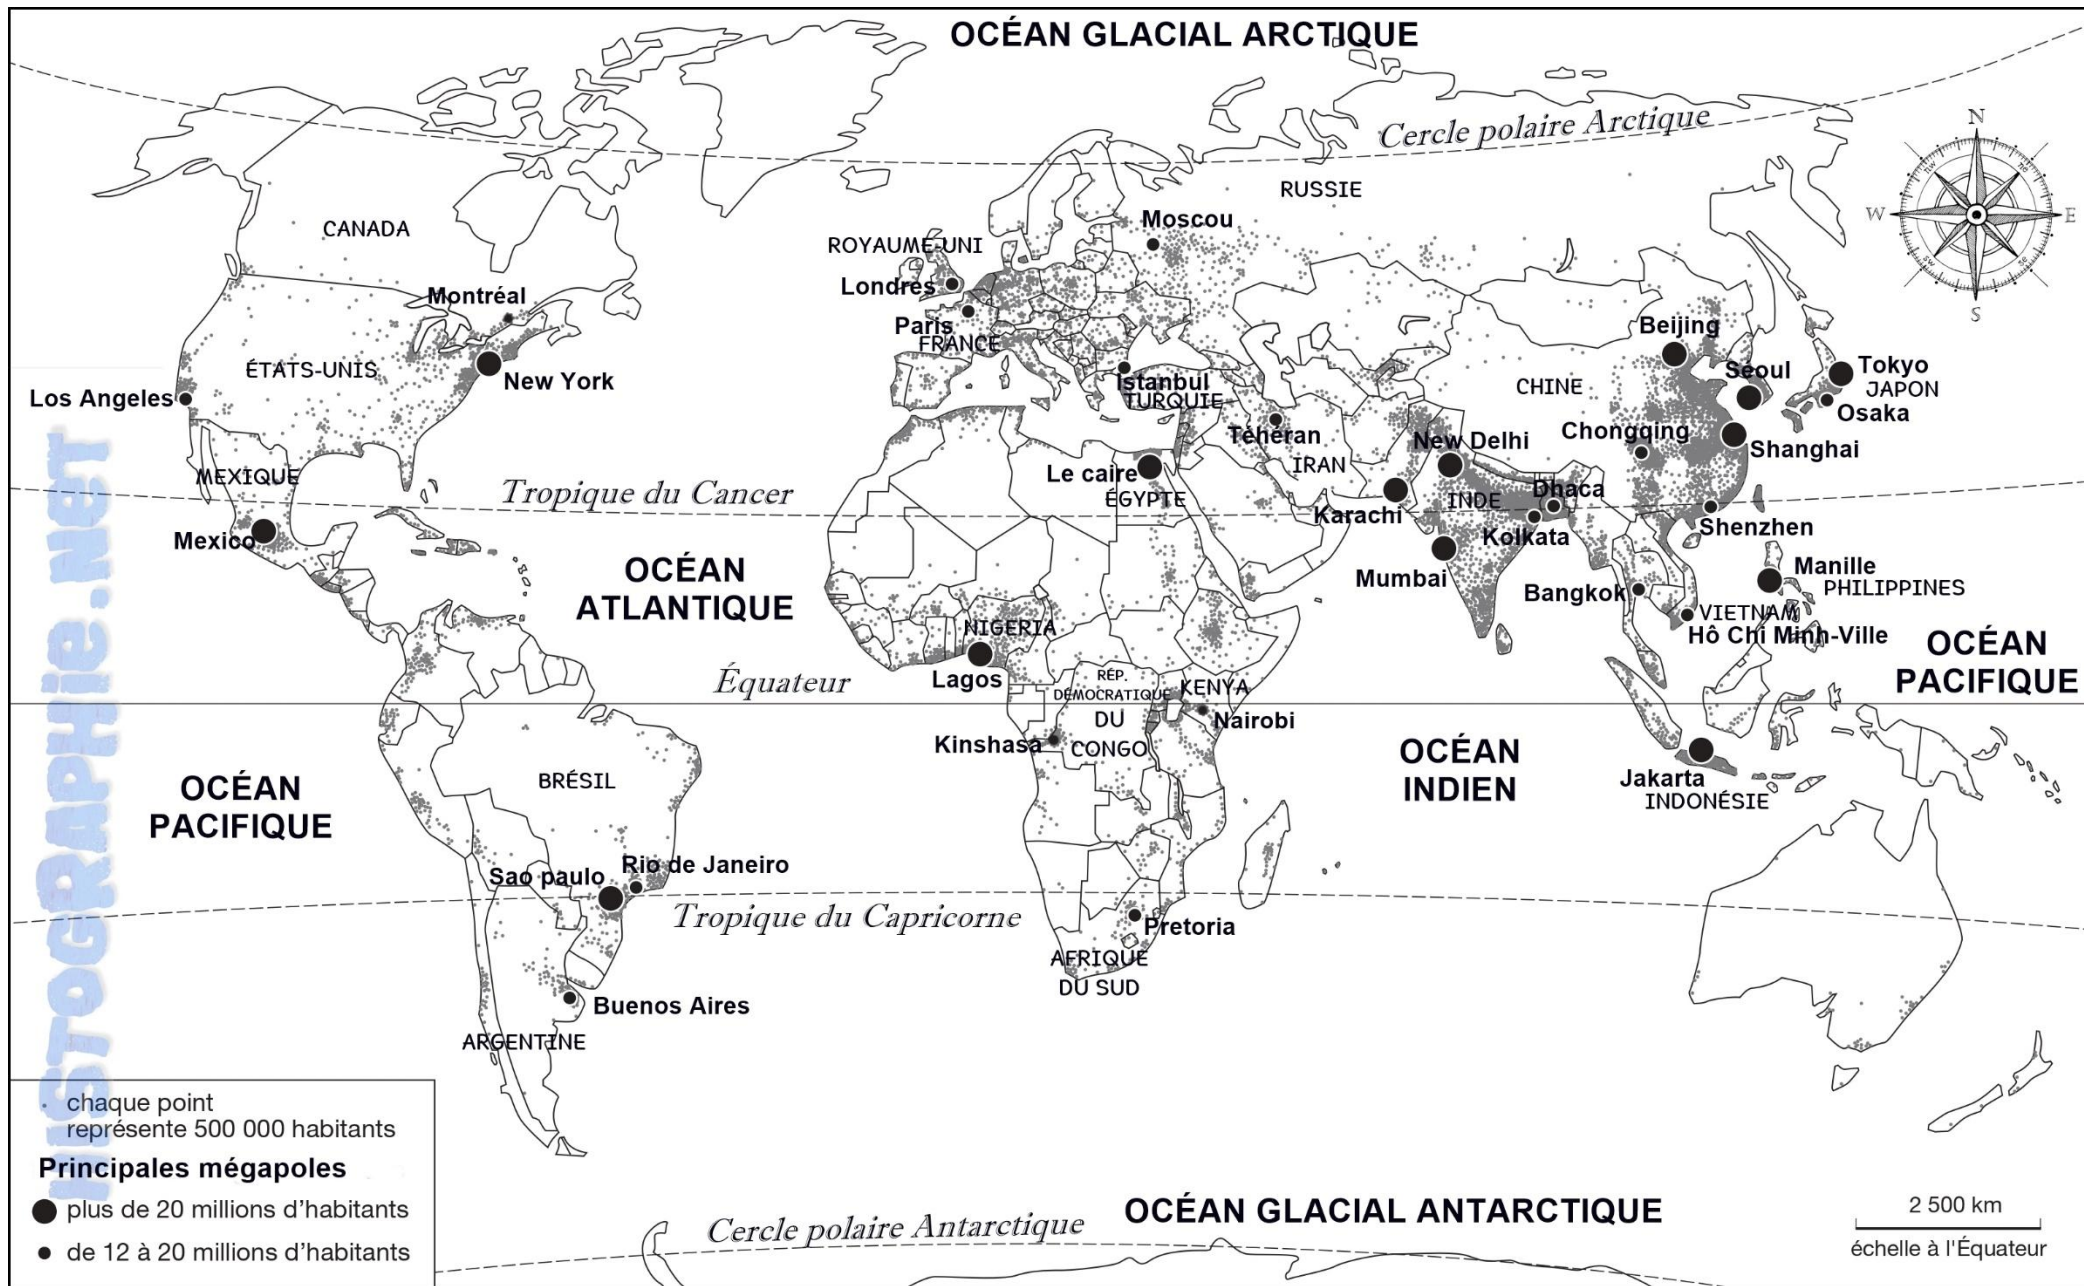 OCÉAN GLACIAL ARCTIQUE
Cercle polaire Arctique
N
nw
ne
W
E
sw
se
S
RUSSIE
Moscou
CANADA
ROYAUME-UNI
Londres
Montréal
Paris
FRANCE
Beijing
ÉTATS-UNIS
New York
Los Angeles
Istanbul
TURQUIE
CHINE
Séoul
Tokyo
JAPON
Osaka
Téhéran
IRAN
New Delhi
Chongqing
Shanghai
MEXIQUE
Le caire
ÉGYPTE
Tropique du Cancer
Karachi
INDE
Dhaca
Kolkata
Shenzhen
Mexico
OCÉAN
ATLANTIQUE
Mumbai
Bangkok
Manille
PHILIPPINES
VIETNAM
Hô Chi Minh-Ville
NIGERIA
Lagos
OCÉAN
PACIFIQUE
Équateur
RÉP.
DÉMOCRATIQUE
DU
CONGO
KENYA
Nairobi
Kinshasa
OCÉAN
INDIEN
Jakarta
INDONÉSIE
OCÉAN
PACIFIQUE
BRÉSIL
Rio de Janeiro
Sao paulo
Tropique du Capricorne
Pretoria
AFRIQUE
DU SUD
Buenos Aires
ARGENTINE
HISTOGRAPHie.Net
chaque point
représente 500 000 habitants
Principales mégapoles
plus de 20 millions d'habitants
de 12 à 20 millions d'habitants
Cercle polaire Antarctique
OCÉAN GLACIAL ANTARCTIQUE
2 500 km
échelle à l'Équateur